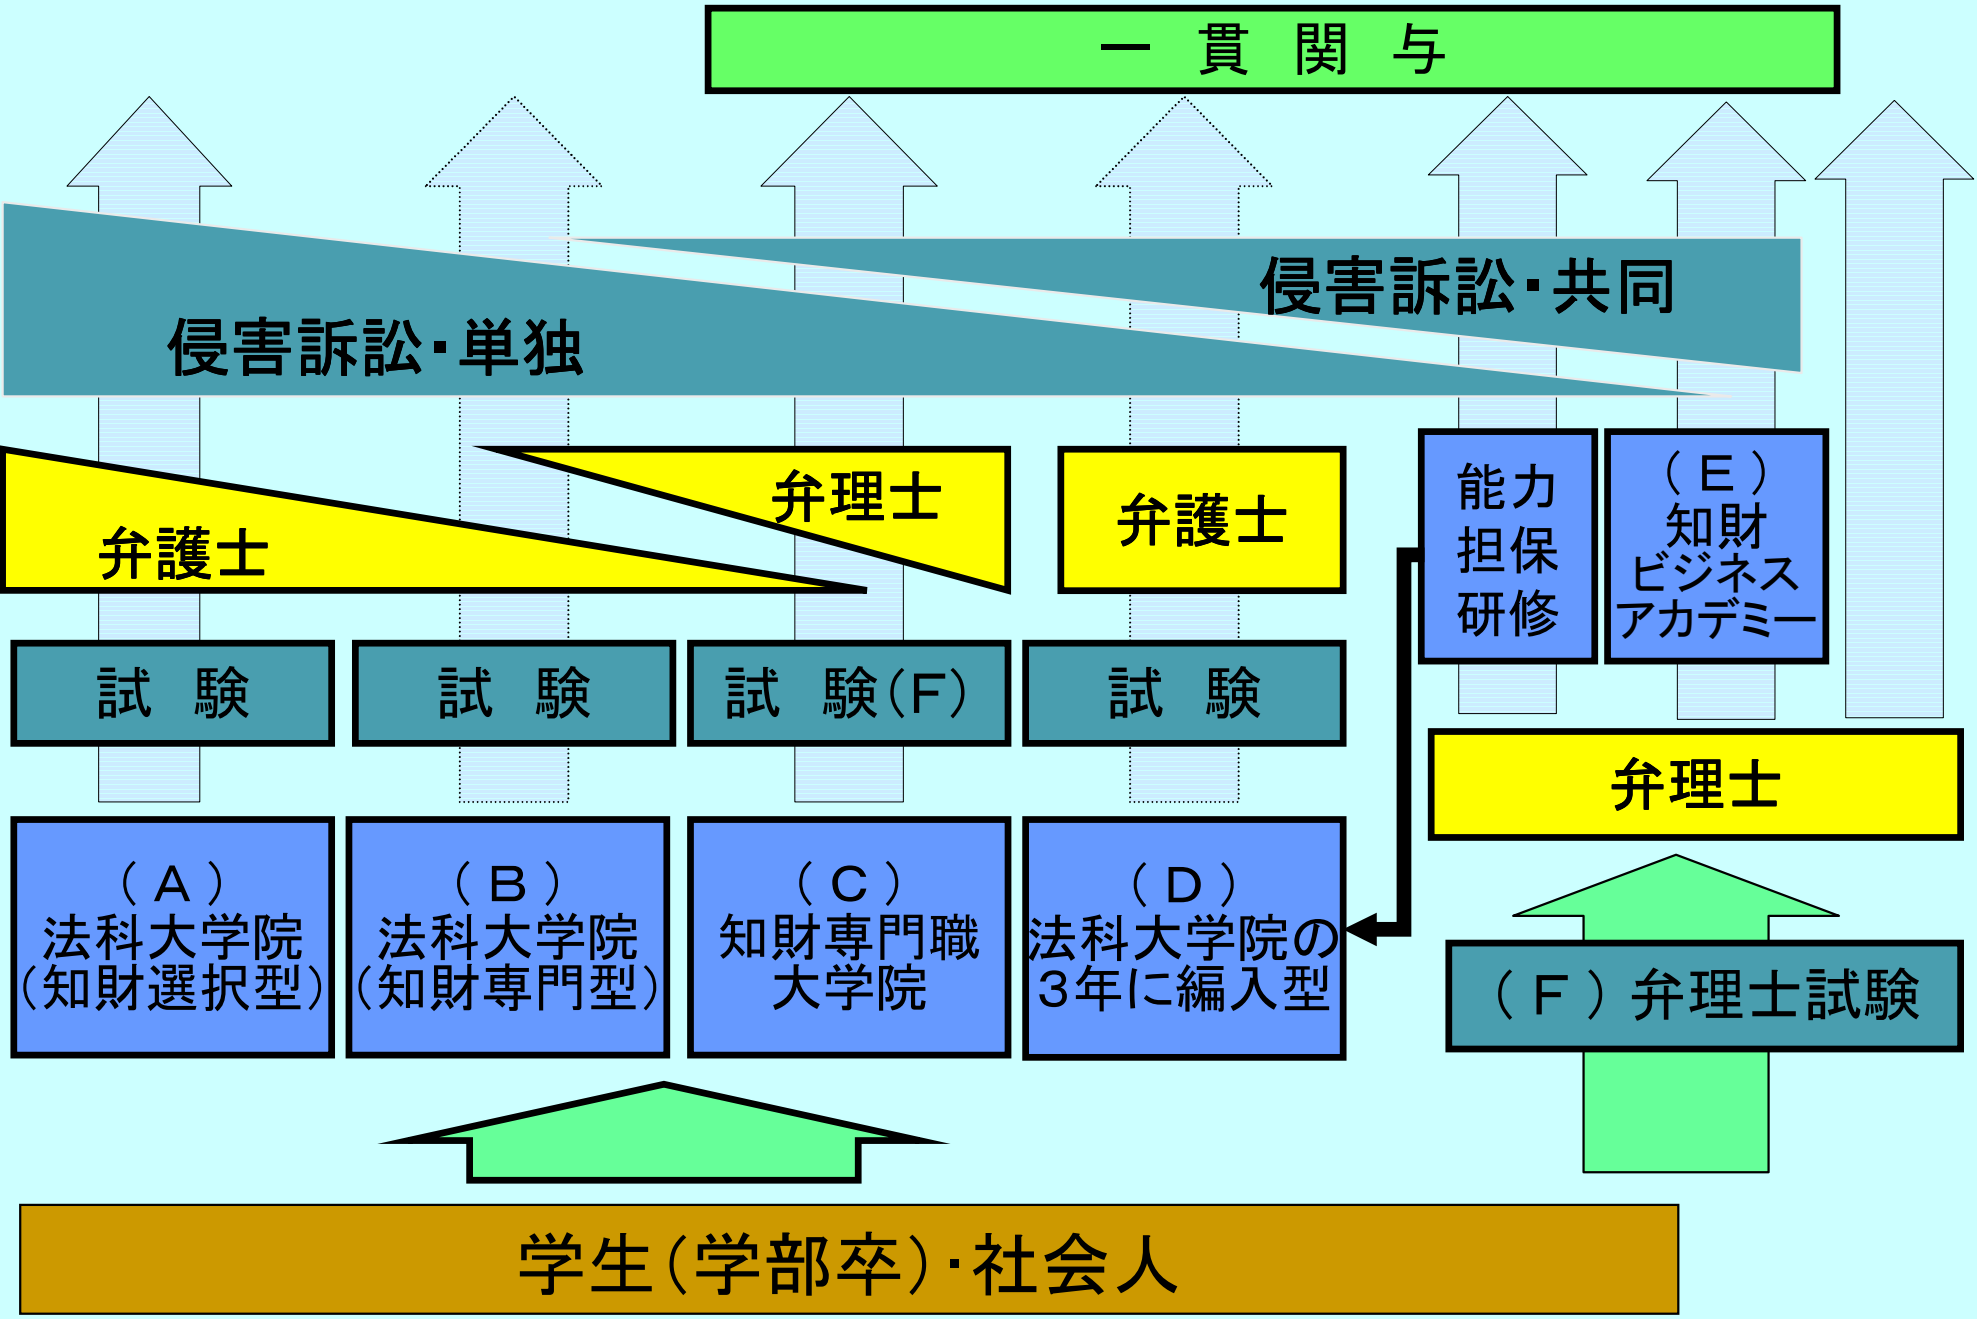 一　貫　関　与
侵害訴訟・共同
侵害訴訟・単独
弁理士
弁護士
弁護士
能力
担保
研修
（Ｅ）
知財
ビジネス
アカデミー
試　験
試　験
試　験（Ｆ）
試　験
弁理士
（Ａ）
法科大学院
（知財選択型）
（Ｂ）
法科大学院
（知財専門型）
（Ｃ）
知財専門職
大学院
（Ｄ）
法科大学院の
３年に編入型
（Ｆ）弁理士試験
学生（学部卒）・社会人